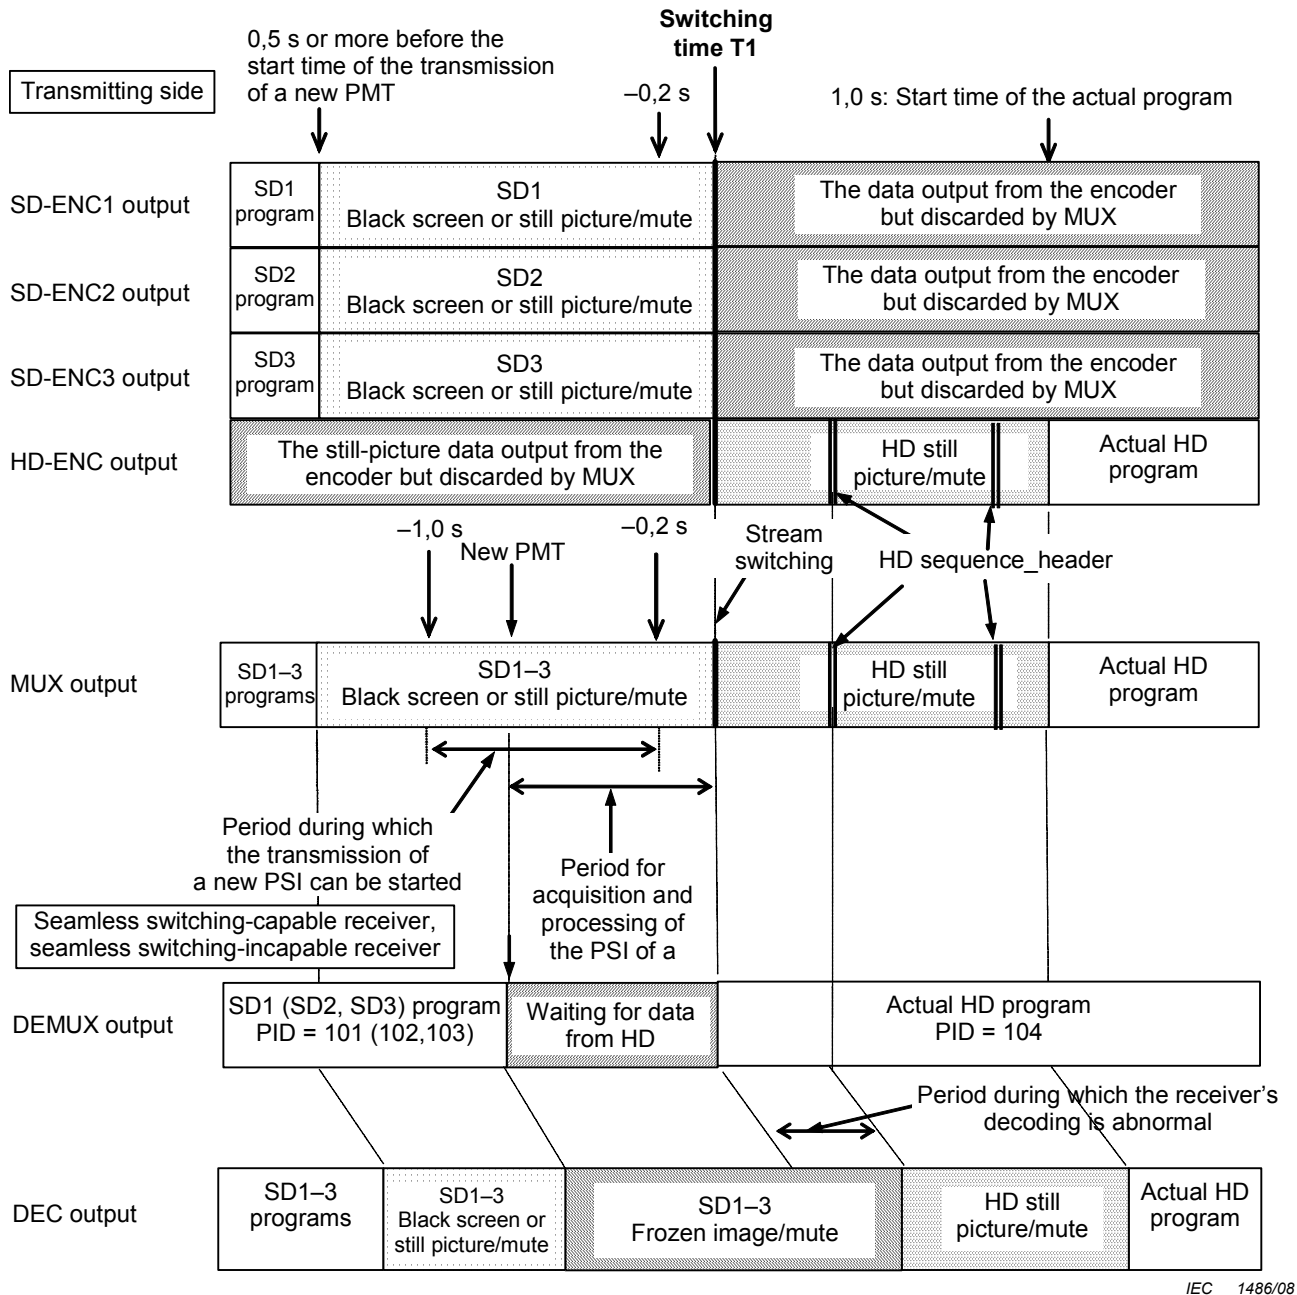 Switching
time T1
0,5 s or more before the
start time of the transmission
of a new PMT
Transmitting side
–0,2 s
1,0 s: Start time of the actual program
SD-ENC1 output
SD1
program
SD1
Black screen or still picture/mute
The data output from the encoder
but discarded by MUX
SD-ENC2 output
SD2
program
SD2
Black screen or still picture/mute
The data output from the encoder
but discarded by MUX
SD-ENC3 output
SD3
program
SD3
Black screen or still picture/mute
The data output from the encoder
but discarded by MUX
HD-ENC output
The still-picture data output from the
encoder but discarded by MUX
HD still
picture/mute
Actual HD
program
–1,0 s
New PMT
–0,2 s
Stream
switching
HD sequence_header
MUX output
SD1–3
programs
SD1–3
Black screen or still picture/mute
HD still
picture/mute
Actual HD
program
Period during which
the transmission of
a new PSI can be started
Period for
acquisition and
processing of
the PSI of a
Seamless switching-capable receiver,
seamless switching-incapable receiver
DEMUX output
SD1 (SD2, SD3) program
PID = 101 (102,103)
Waiting for data
from HD
Actual HD program
PID = 104
Period during which the receiver's
decoding is abnormal
DEC output
SD1–3
programs
SD1–3
Black screen or
still picture/mute
SD1–3
Frozen image/mute
HD still
picture/mute
Actual HD
program
IEC 1486/08